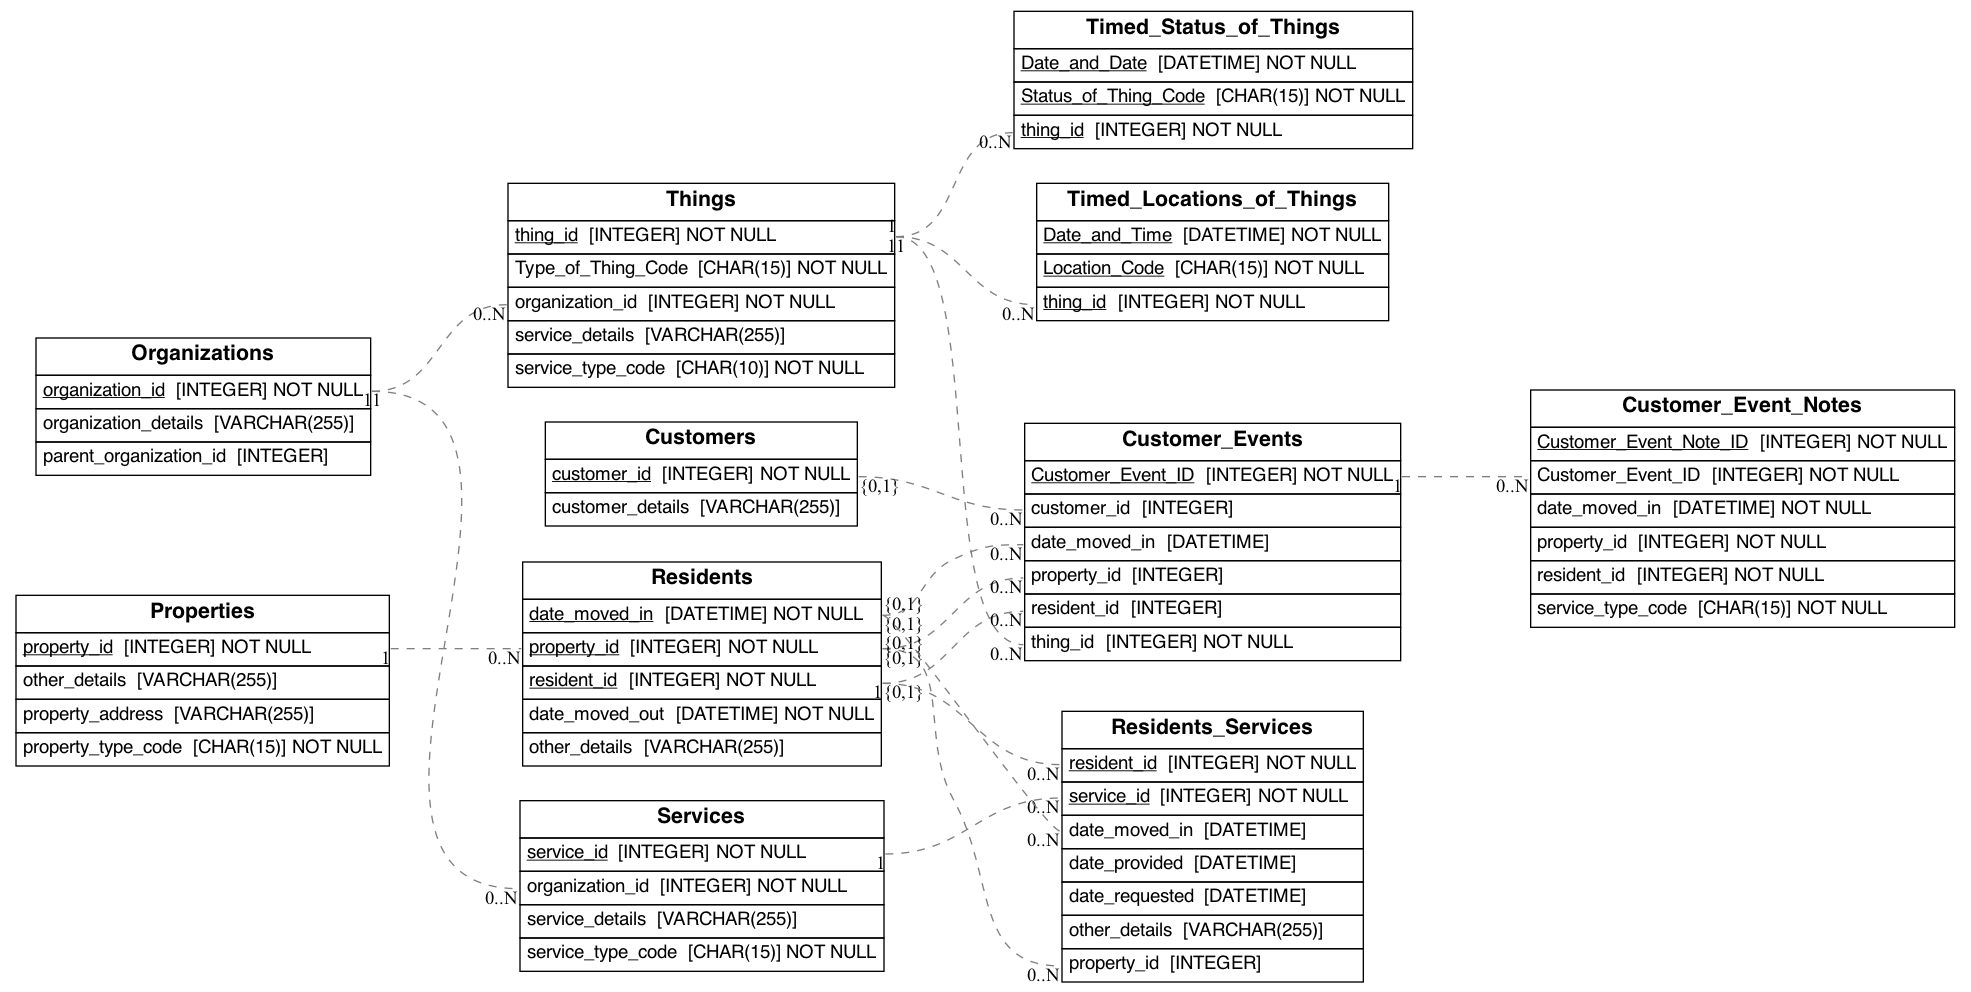 Timed_Status_of_Things
Date_and_Date [DATETIME] NOT NULL
Status_of_Thing_Code [CHAR(15)] NOT NULL
thing_id [INTEGER] NOT NULL
0..N
Things
thing_id [INTEGER] NOT NULL
Type_of_Thing_Code [CHAR(15)] NOT NULL
organization_id [INTEGER] NOT NULL
service_details [VARCHAR(255)]
service_type_code [CHAR(10)] NOT NULL
1
11
0..N
Timed_Locations_of_Things
Date_and_Time [DATETIME] NOT NULL
Location_Code [CHAR(15)] NOT NULL
thing_id [INTEGER] NOT NULL
0..N
Organizations
organization_id [INTEGER] NOT NULL
organization_details [VARCHAR(255)]
parent_organization_id [INTEGER]
11
Customers
customer_id [INTEGER] NOT NULL
customer_details [VARCHAR(255)]
{0,1}
Customer_Events
Customer_Event_ID [INTEGER] NOT NULL
customer_id [INTEGER]
date_moved_in [DATETIME]
property_id [INTEGER]
resident_id [INTEGER]
thing_id [INTEGER] NOT NULL
1
0..N
0..N
0..N
0..N
0..N
Customer_Event_Notes
Customer_Event_Note_ID [INTEGER] NOT NULL
Customer_Event_ID [INTEGER] NOT NULL
date_moved_in [DATETIME] NOT NULL
property_id [INTEGER] NOT NULL
resident_id [INTEGER] NOT NULL
service_type_code [CHAR(15)] NOT NULL
0..N
Properties
property_id [INTEGER] NOT NULL
other_details [VARCHAR(255)]
property_address [VARCHAR(255)]
property_type_code [CHAR(15)] NOT NULL
1
Residents
date_moved_in [DATETIME] NOT NULL
property_id [INTEGER] NOT NULL
resident_id [INTEGER] NOT NULL
date_moved_out [DATETIME] NOT NULL
other_details [VARCHAR(255)]
0..N
{0,1}
{0,1}
{0,1}
{0,1}
1
{0,1}
Services
service_id [INTEGER] NOT NULL
organization_id [INTEGER] NOT NULL
service_details [VARCHAR(255)]
service_type_code [CHAR(15)] NOT NULL
1
0..N
Residents_Services
resident_id [INTEGER] NOT NULL
service_id [INTEGER] NOT NULL
date_moved_in [DATETIME]
date_provided [DATETIME]
date_requested [DATETIME]
other_details [VARCHAR(255)]
property_id [INTEGER]
0..N
0..N
0..N
0..N